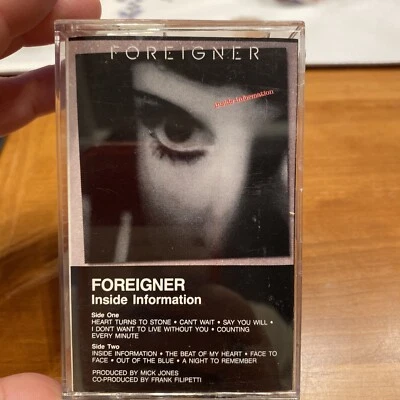 FOREIGNER
Inside Information
FOREIGNER
Inside Information
Side One
HEART TURNS TO STONE • CAN'T WAIT • SAY YOU WILL •
I DON'T WANT TO LIVE WITHOUT YOU • COUNTING
EVERY MINUTE
Side Two
INSIDE INFORMATION • THE BEAT OF MY HEART • FACE TO
FACE • OUT OF THE BLUE • A NIGHT TO REMEMBER
PRODUCED BY MICK JONES
CO-PRODUCED BY FRANK FILIPETTI